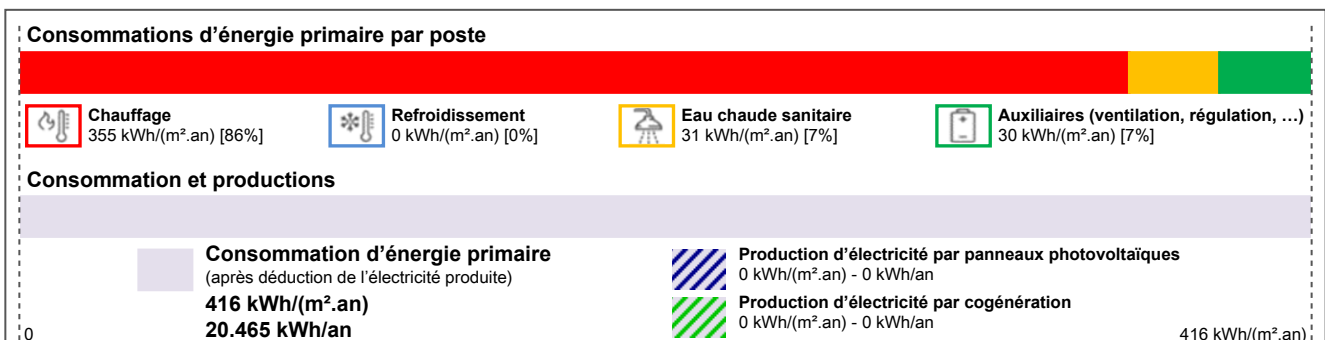 Consommations d’énergie primaire par poste
Chauffage
355 kWh/(m².an) [86%]
Refroidissement
0 kWh/(m².an) [0%]
Eau chaude sanitaire
31 kWh/(m².an) [7%]
Auxiliaires (ventilation, régulation, …)
30 kWh/(m².an) [7%]
Consommation et productions
Consommation d’énergie primaire
(après déduction de l’électricité produite)
416 kWh/(m².an)
20.465 kWh/an
Production d’électricité par panneaux photovoltaïques
0 kWh/(m².an) - 0 kWh/an
Production d’électricité par cogénération
0 kWh/(m².an) - 0 kWh/an
0
416 kWh/(m².an)